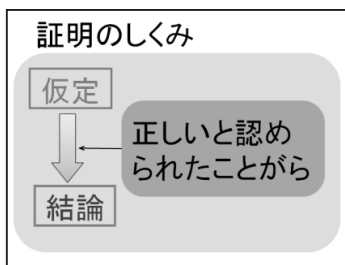 証明のしくみ
仮定
正しいと認め
られたことがら
結論